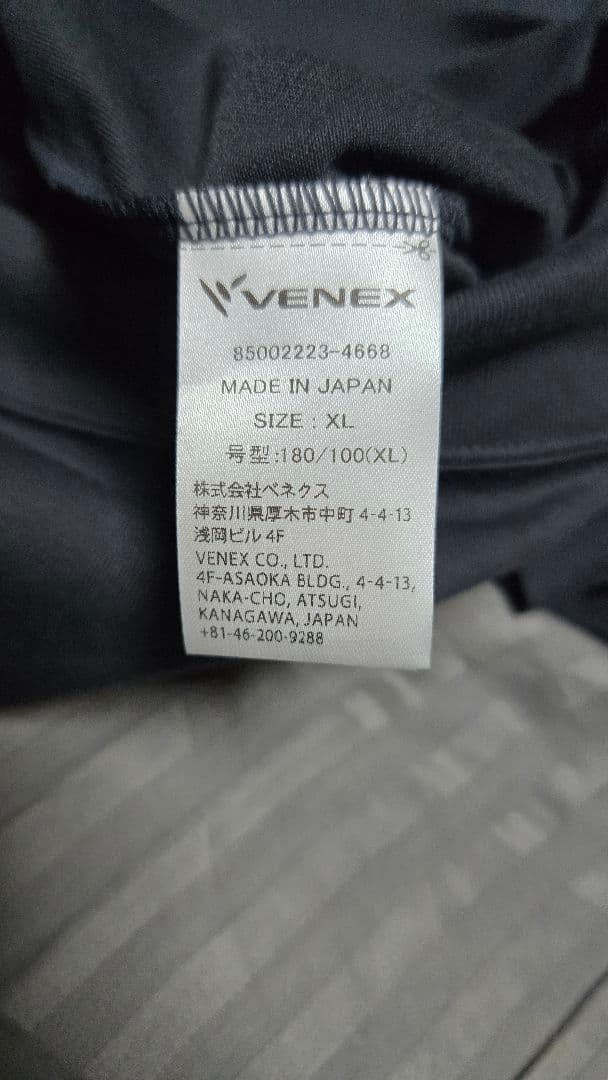 VENEX
85002223-4668
MADE IN JAPAN
SIZE : XL
号型:180/100(XL)
株式会社ベネクス
神奈川県厚木市中町 4-4-13
浅岡ビル 4F
VENEX CO., LTD.
4F-ASAOKA BLDG., 4-4-13,
NAKA-CHO, ATSUGI,
KANAGAWA, JAPAN
+81-46-200-9288